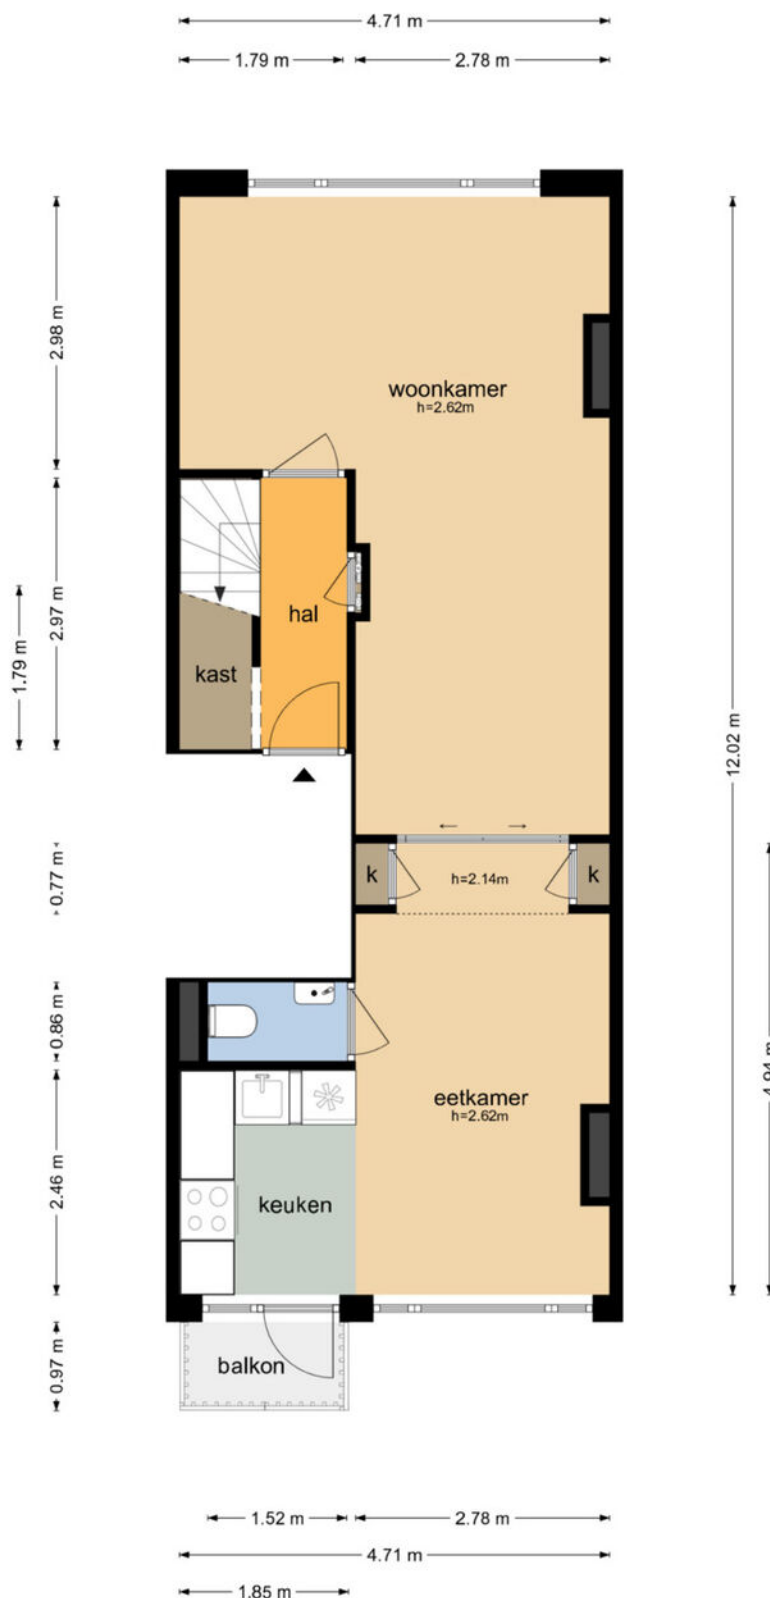 4.71 m
1.79 m
2.78 m
2.98 m
woonkamer
h=2.62m
2.97 m
1.79 m
hal
kast
12.02 m
0.77 m
k
h=2.14m
k
0.86 m
4.94 m
eetkamer
h=2.62m
2.46 m
keuken
0.97 m
balkon
1.52 m
2.78 m
4.71 m
1.85 m